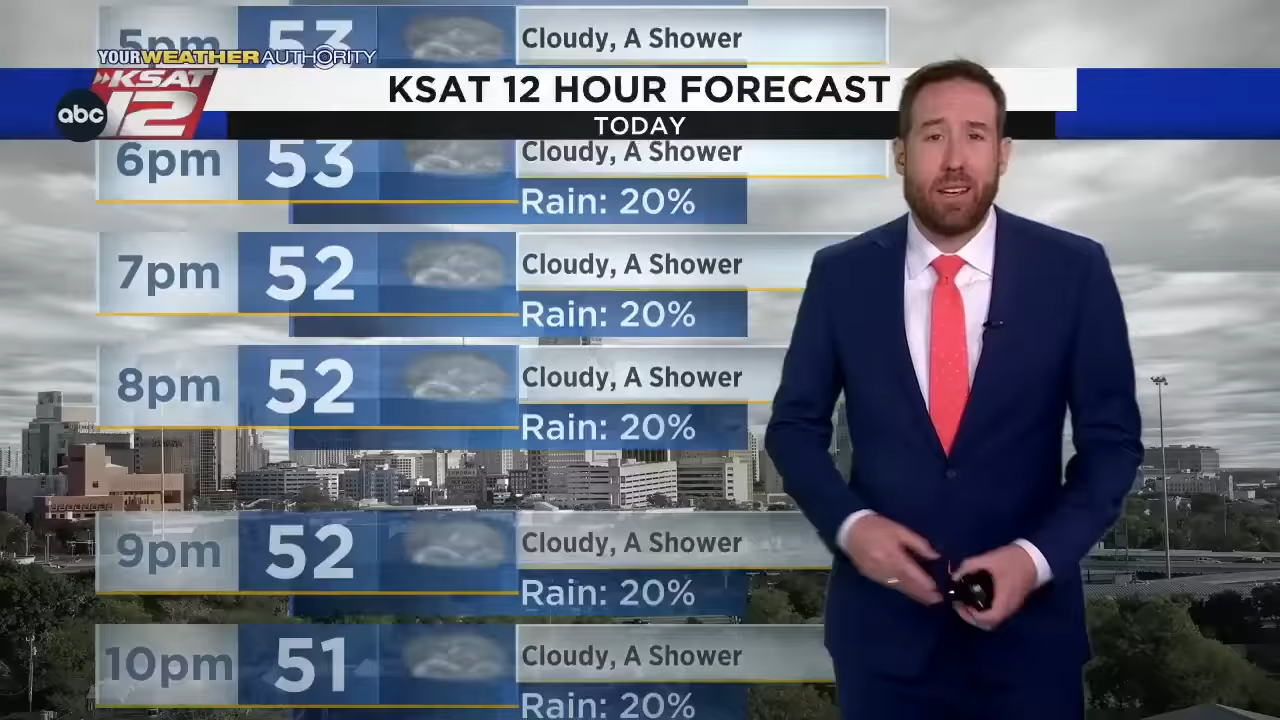 5pm 53 Cloudy, A Shower
YOUR WEATHER AUTHORITY
KSAT
abc 12
KSAT 12 HOUR FORECAST
TODAY
6pm 53 Cloudy, A Shower
Rain: 20%
7pm 52 Cloudy, A Shower
Rain: 20%
8pm 52 Cloudy, A Shower
Rain: 20%
9pm 52 Cloudy, A Shower
Rain: 20%
10pm 51 Cloudy, A Shower
Rain: 20%